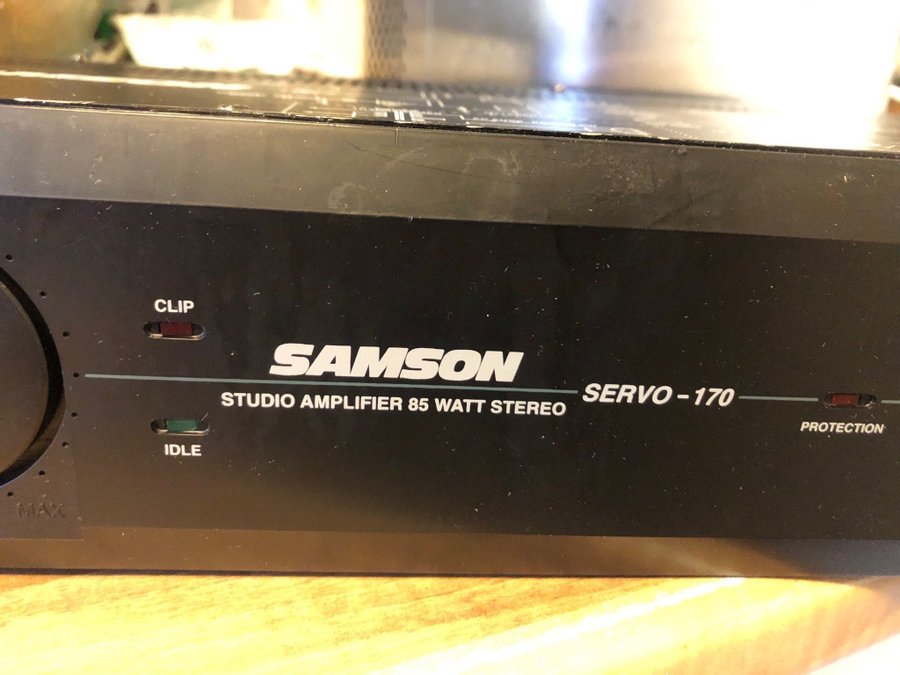 CLIP
SAMSON
STUDIO AMPLIFIER 85 WATT STEREO
SERVO-170
IDLE
PROTECTION
MAX